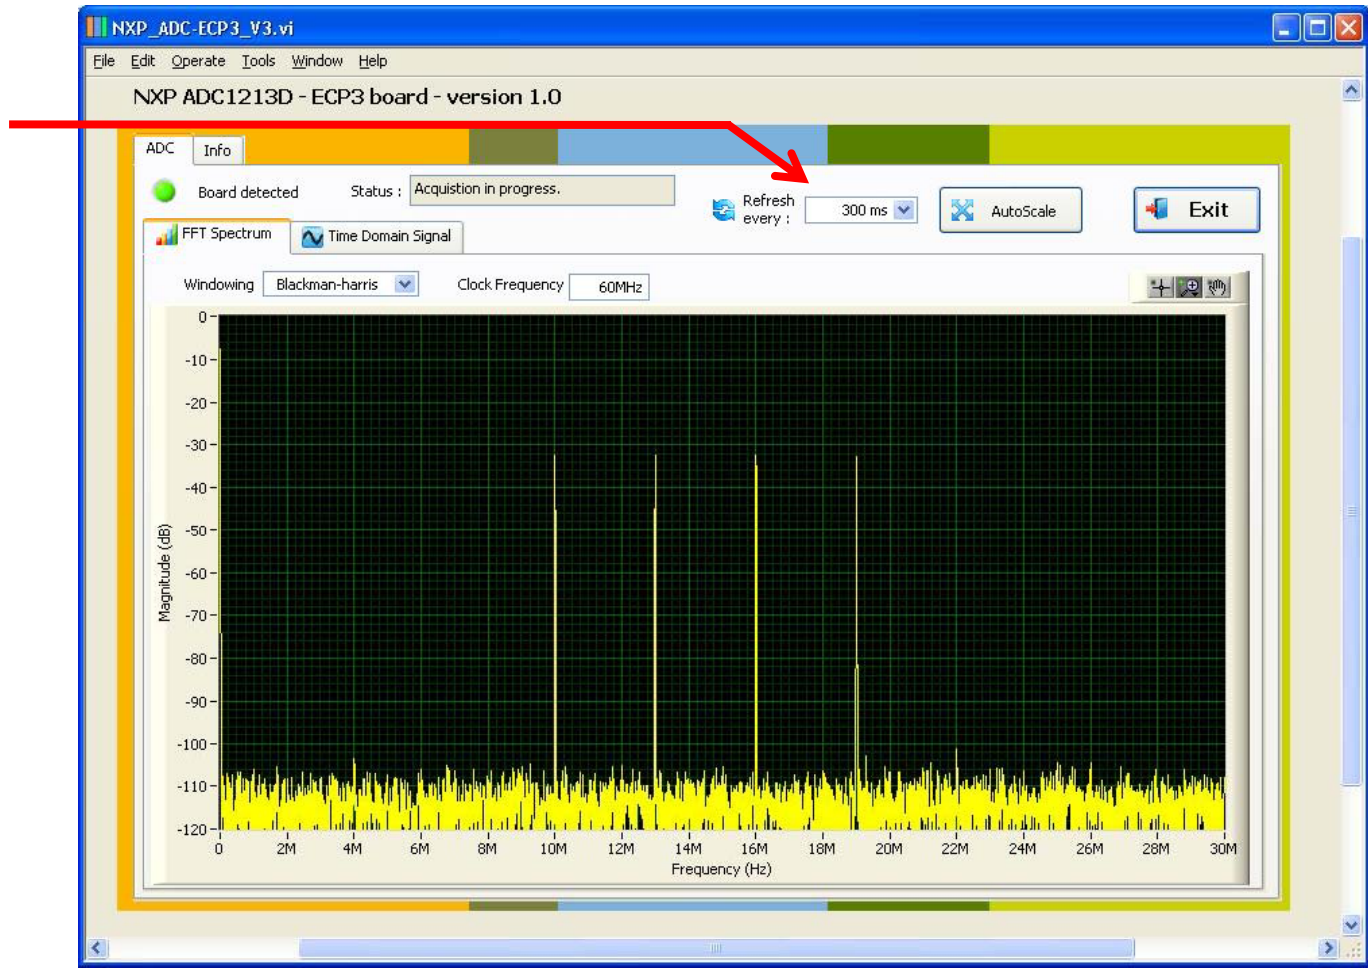 NXP_ADC-ECP3_V3.vi
File Edit Operate Tools Window Help
NXP ADC1213D - ECP3 board - version 1.0
ADC Info
Board detected Status : Acquistion in progress. Refresh every : 300 ms AutoScale Exit
FFT Spectrum Time Domain Signal
Windowing Blackman-harris Clock Frequency 60MHz
0
-10
-20
-30
-40
-50
-60
-70
-80
-90
-100
-110
-120
Magnitude (dB)
0 2M 4M 6M 8M 10M 12M 14M 16M 18M 20M 22M 24M 26M 28M 30M
Frequency (Hz)